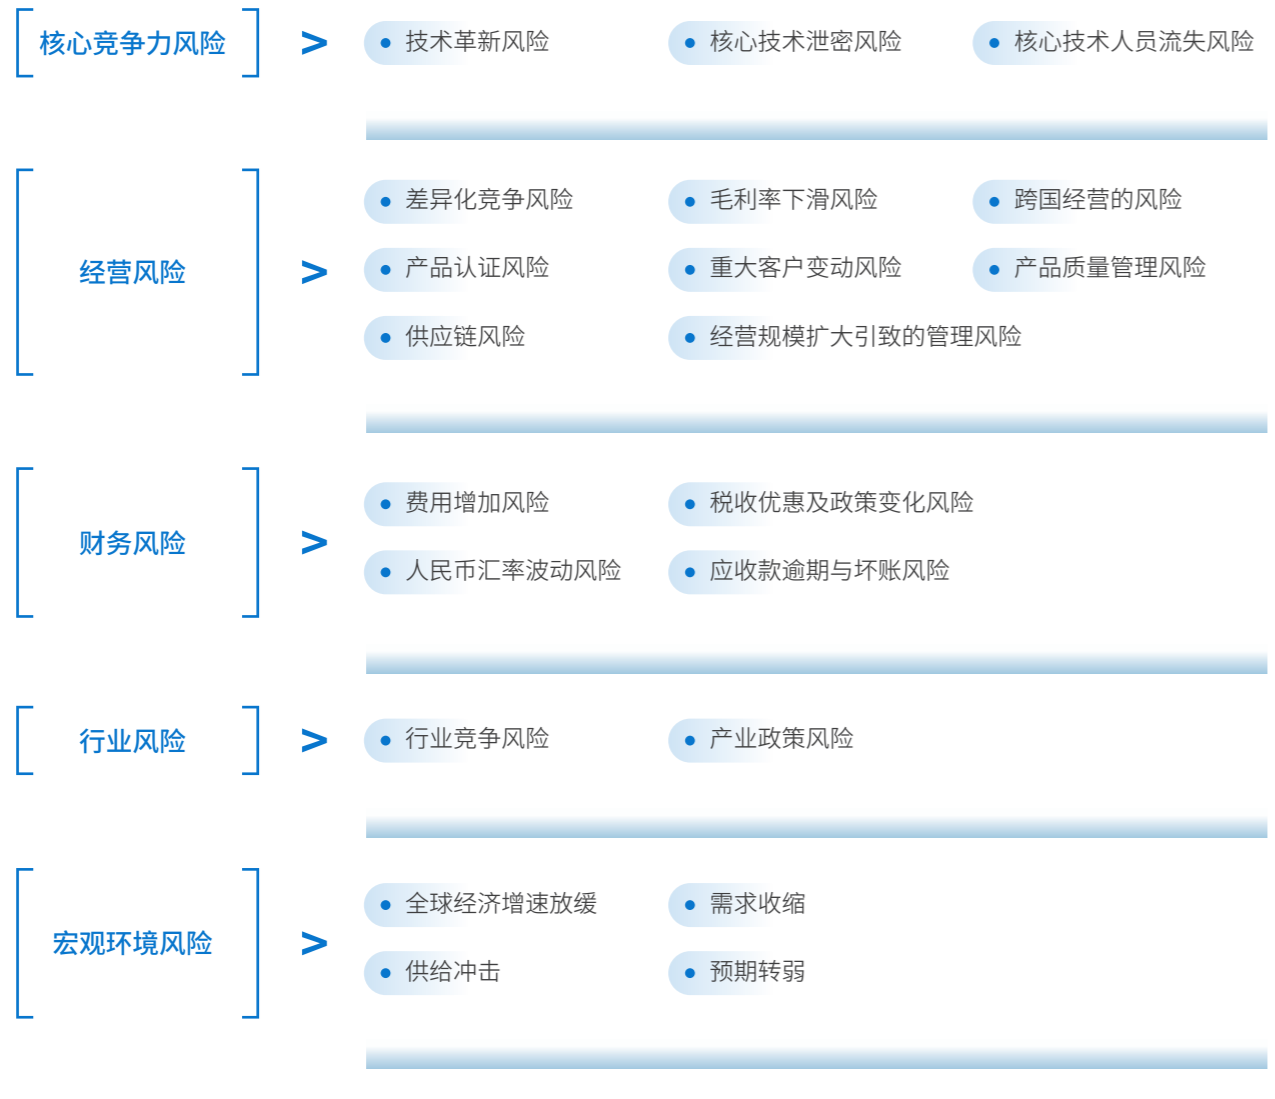 核心竞争力风险 > 技术革新风险 核心技术泄密风险 核心技术人员流失风险
经营风险 > 差异化竞争风险 毛利率下滑风险 跨国经营的风险
产品认证风险 重大客户变动风险 产品质量管理风险
供应链风险 经营规模扩大引致的管理风险
财务风险 > 费用增加风险 税收优惠及政策变化风险
人民币汇率波动风险 应收款逾期与坏账风险
行业风险 > 行业竞争风险 产业政策风险
宏观环境风险 > 全球经济增速放缓 需求收缩
供给冲击 预期转弱